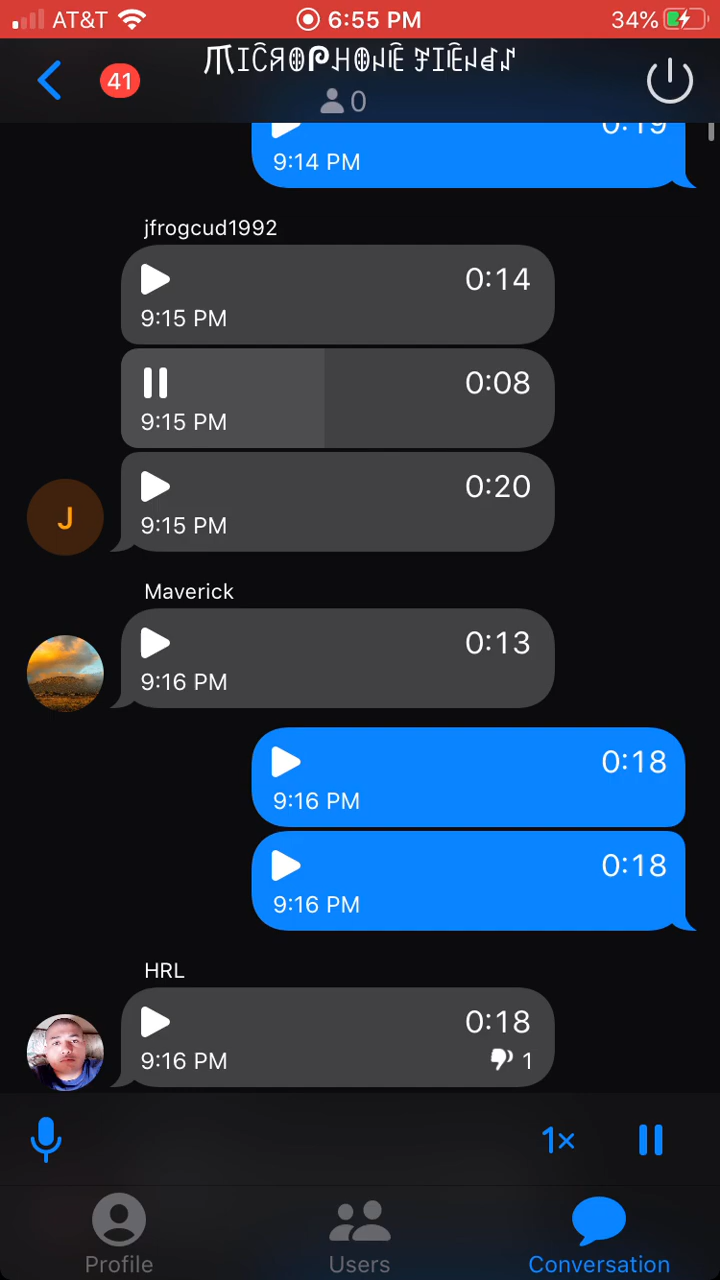 AT&T 6:55 PM 34%
41
0
0:19
9:14 PM
jfrogcud1992
0:14
9:15 PM
0:08
9:15 PM
J
0:20
9:15 PM
Maverick
0:13
9:16 PM
0:18
9:16 PM
0:18
9:16 PM
HRL
0:18
9:16 PM 1
1×
Profile Users Conversation